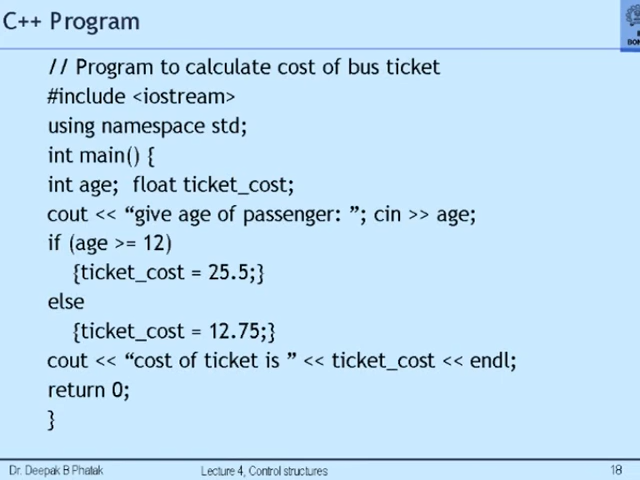 C++ Program
// Program to calculate cost of bus ticket
#include <iostream>
using namespace std;
int main() {
int age;  float ticket_cost;
cout << “give age of passenger: ”; cin >> age;
if (age >= 12)
{ticket_cost = 25.5;}
else
{ticket_cost = 12.75;}
cout << “cost of ticket is ” << ticket_cost << endl;
return 0;
}
Dr. Deepak B Phatak
Lecture 4, Control structures
18